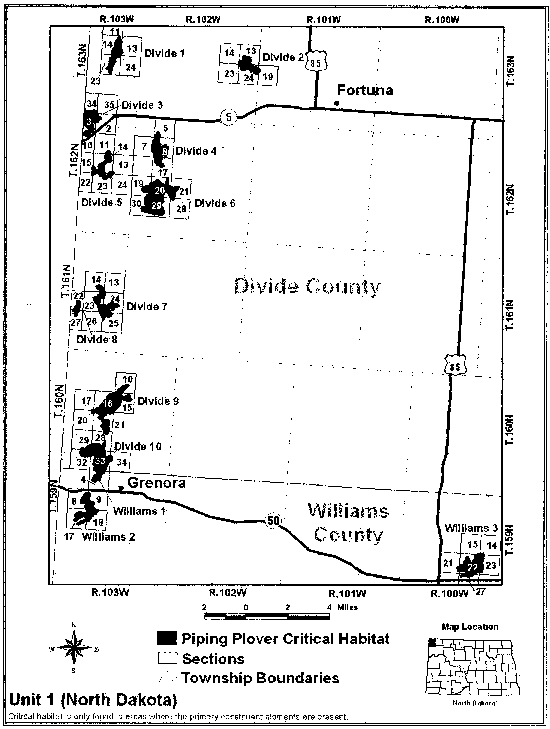 R.103W R.102W R.101W R.100W
T.163N
T.163N
11
14 13
24
23
Divide 1
14 13
23 24 19
Divide 2
85
Fortuna
34 35
Divide 3
3
2
5
5
10 11 14
15 13
22 23 24
7 8
Divide 4
17
19 20 21
30 29 28
Divide 5
Divide 6
T.162N
T.162N
T.161N
T.161N
14 13
22 23 24
27 26 25
Divide 7
Divide 8
Divide County
85
T.160N
T.160N
10
17 16 15
Divide 9
20 21
29 28
Divide 10
32 33 34
4
Grenora
T.159N
T.159N
8 9
Williams 1
17 16
Williams 2
50
Williams
County
Williams 3
15 14
21 22 23
27
R.103W R.102W R.101W R.100W
2 0 2 4 Miles
N
W
S
Piping Plover Critical Habitat
Sections
Township Boundaries
Map Location
North Dakota
Unit 1 (North Dakota)
Critical habitat is only found in areas where the primary constituent elements are present.